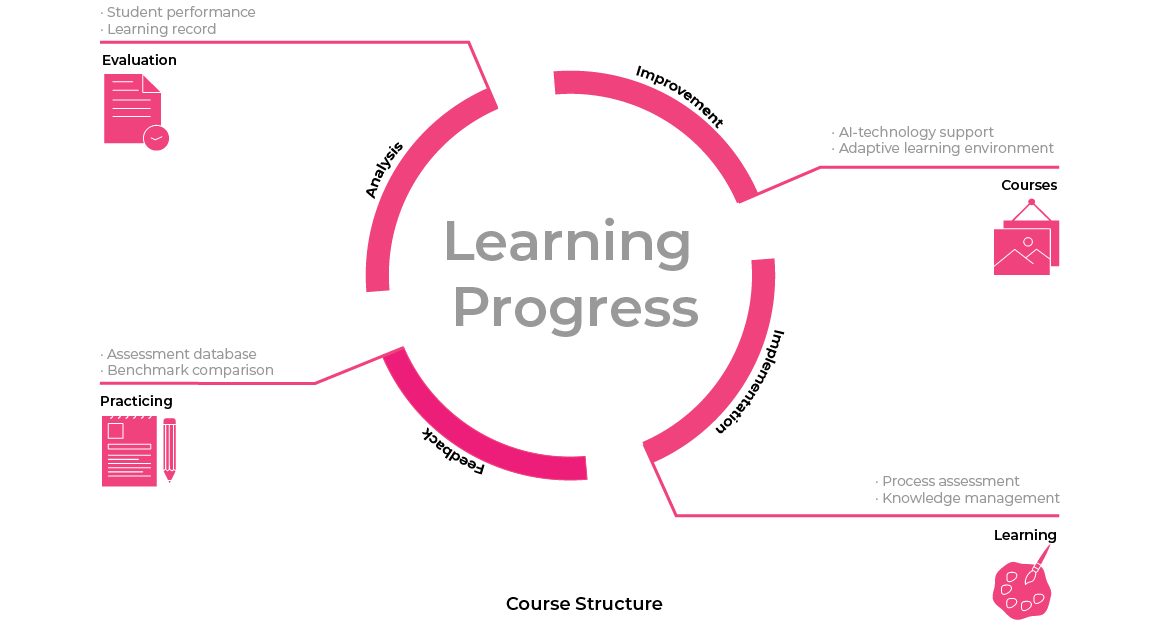 · Student performance
· Learning record
Evaluation
Improvement
Analysis
· AI-technology support
· Adaptive learning environment
Courses
Learning
Progress
Implementation
· Assessment database
· Benchmark comparison
Practicing
Feedback
· Process assessment
· Knowledge management
Learning
Course Structure